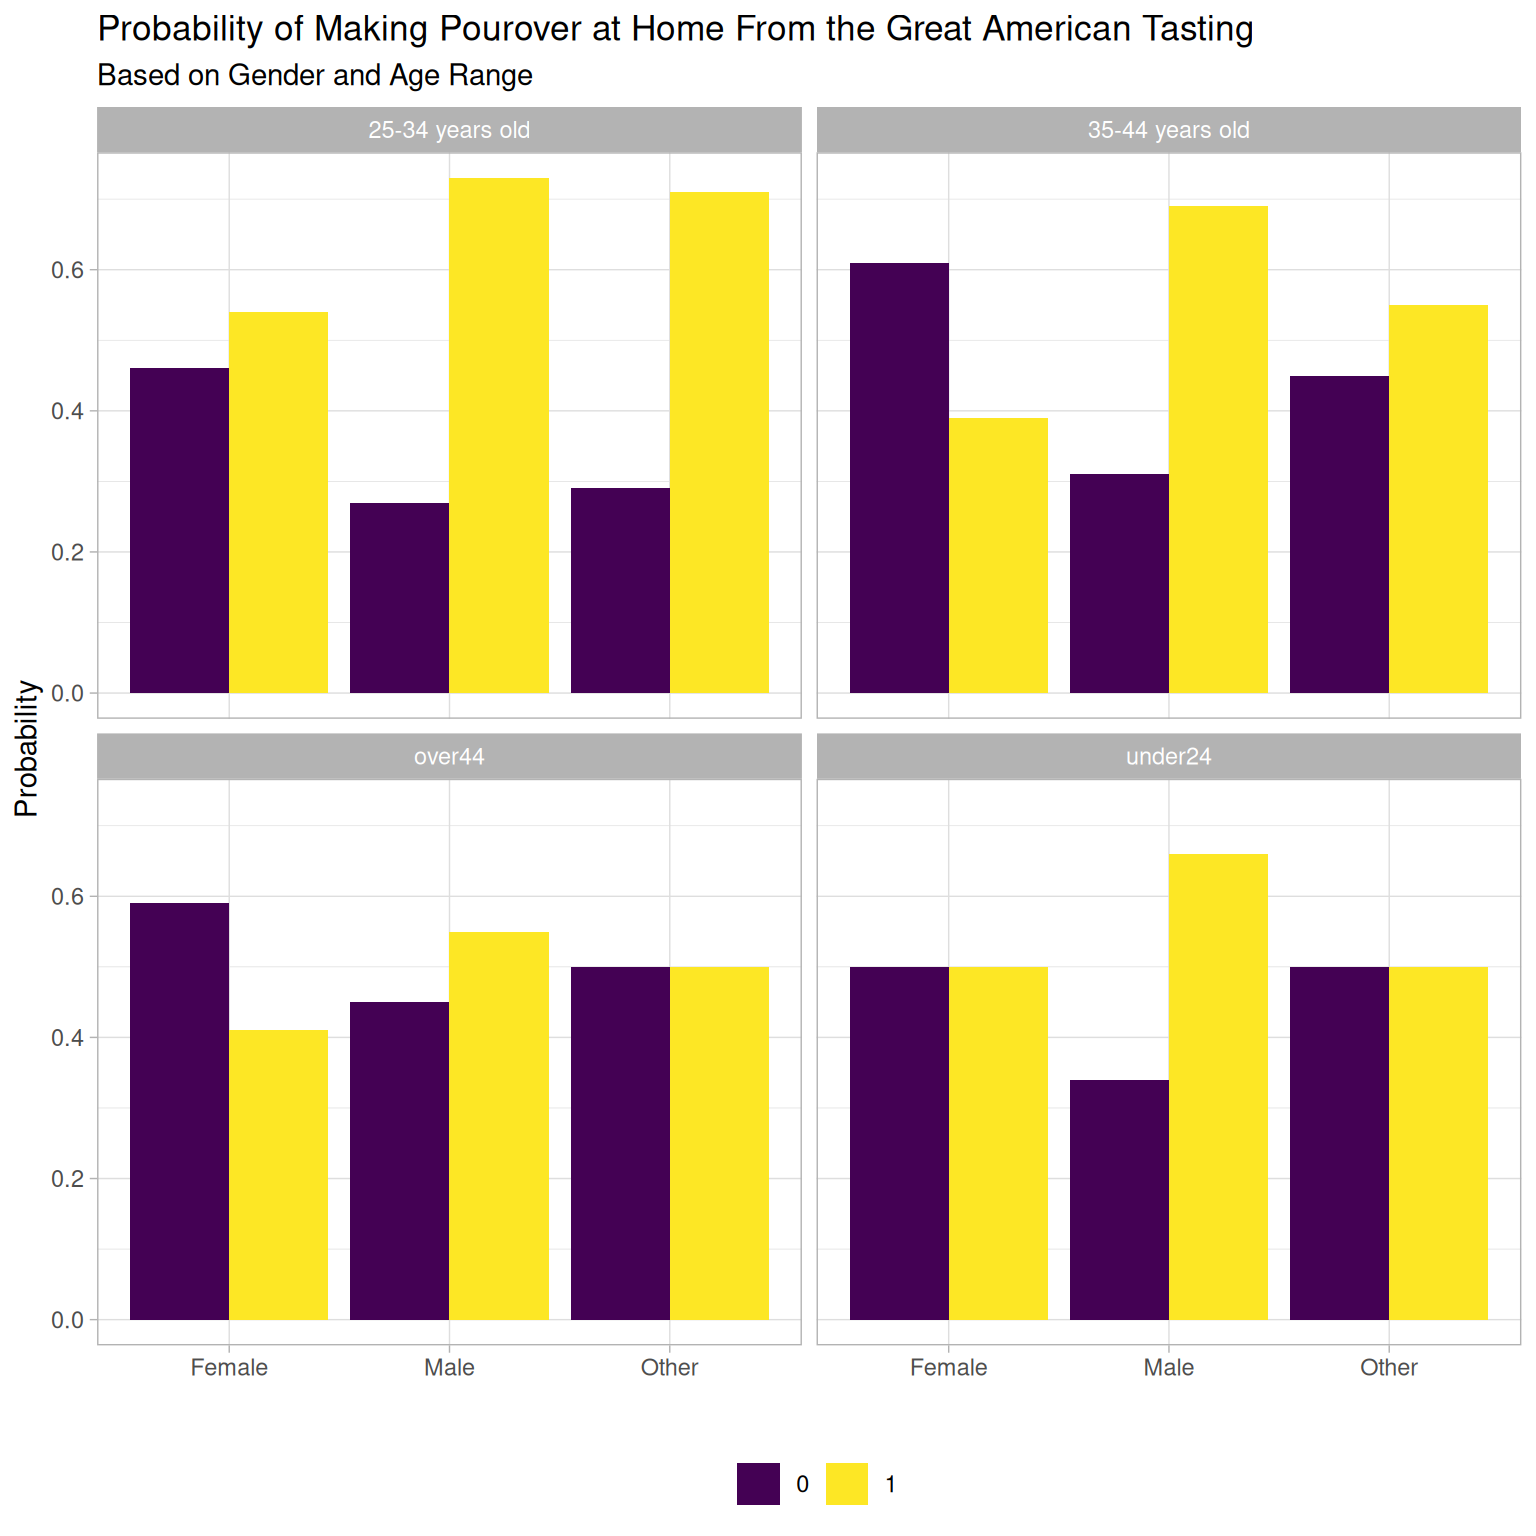 Probability of Making Pourover at Home From the Great American Tasting
Based on Gender and Age Range
25-34 years old
35-44 years old
0.6
0.4
0.2
0.0
Probability
over44
under24
0.6
0.4
0.2
0.0
Female
Male
Other
Female
Male
Other
0
1